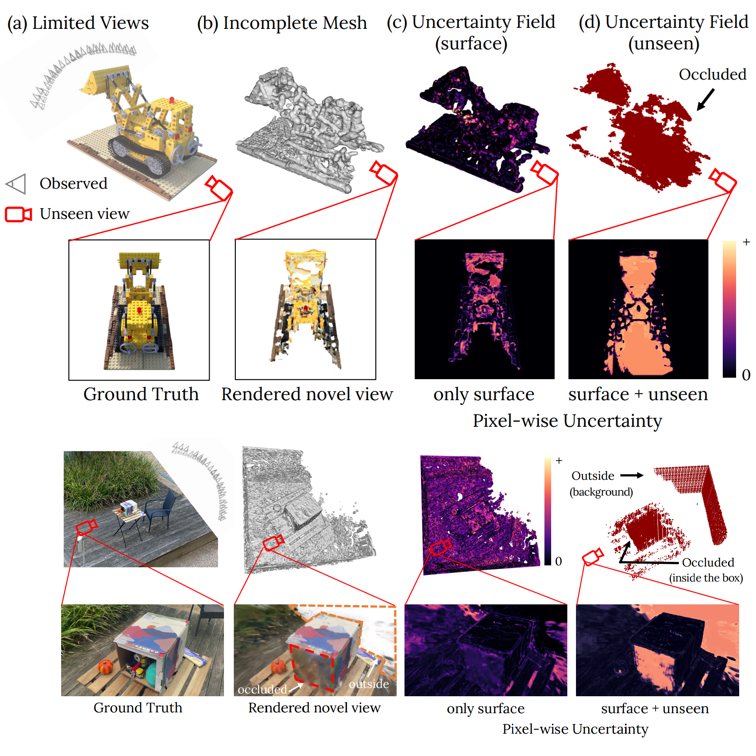 (a) Limited Views
(b) Incomplete Mesh
(c) Uncertainty Field
(surface)
(d) Uncertainty Field
(unseen)
Occluded
Observed
Unseen view
+
0
Ground Truth
Rendered novel view
only surface
surface + unseen
Pixel-wise Uncertainty
+
0
Outside
(background)
Occluded
(inside the box)
occluded
outside
Ground Truth
Rendered novel view
only surface
surface + unseen
Pixel-wise Uncertainty